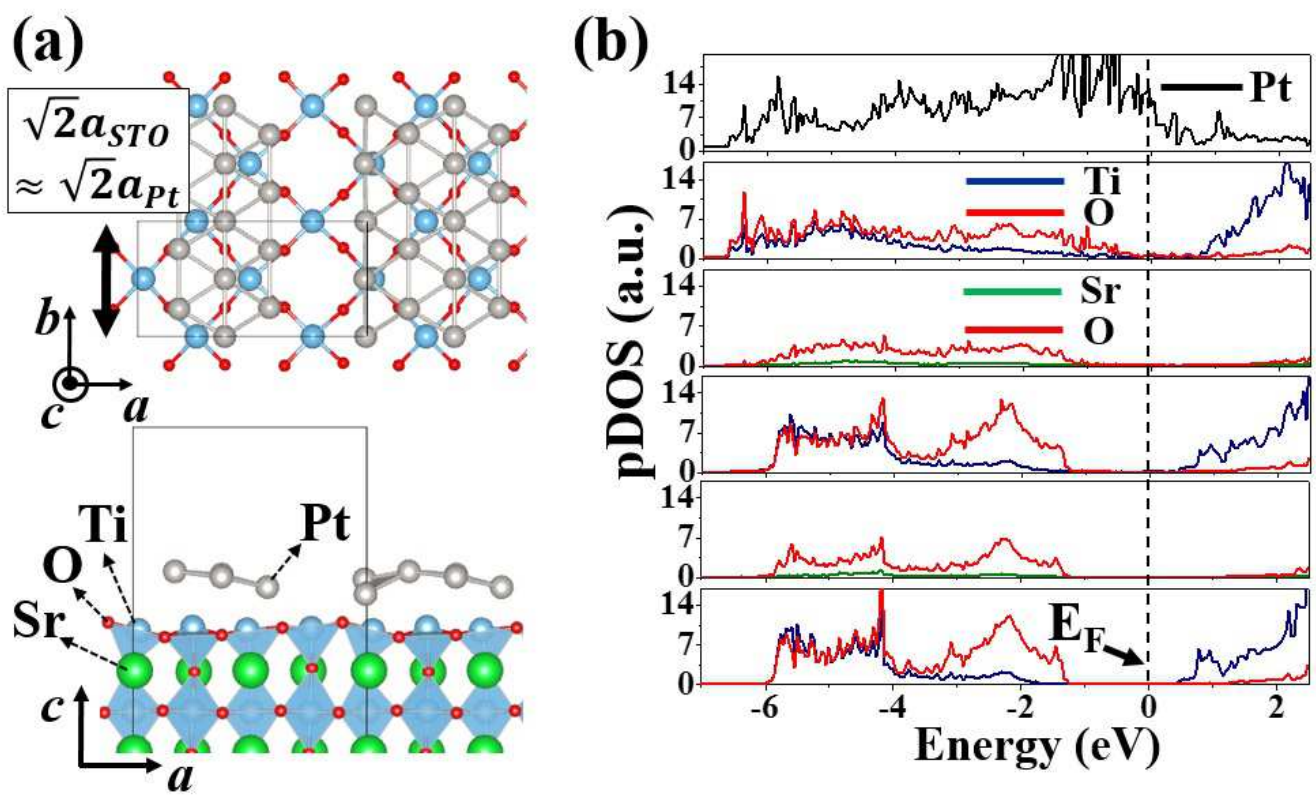 (a)
√2a_STO
≈ √2a_Pt
b
c
a
Ti
Pt
O
Sr
c
a
(b)
pDOS (a.u.)
14
7
0
Pt
14
7
0
Ti
O
14
7
0
Sr
O
14
7
0
14
7
0
14
7
0
E_F
-6
-4
-2
0
2
Energy (eV)